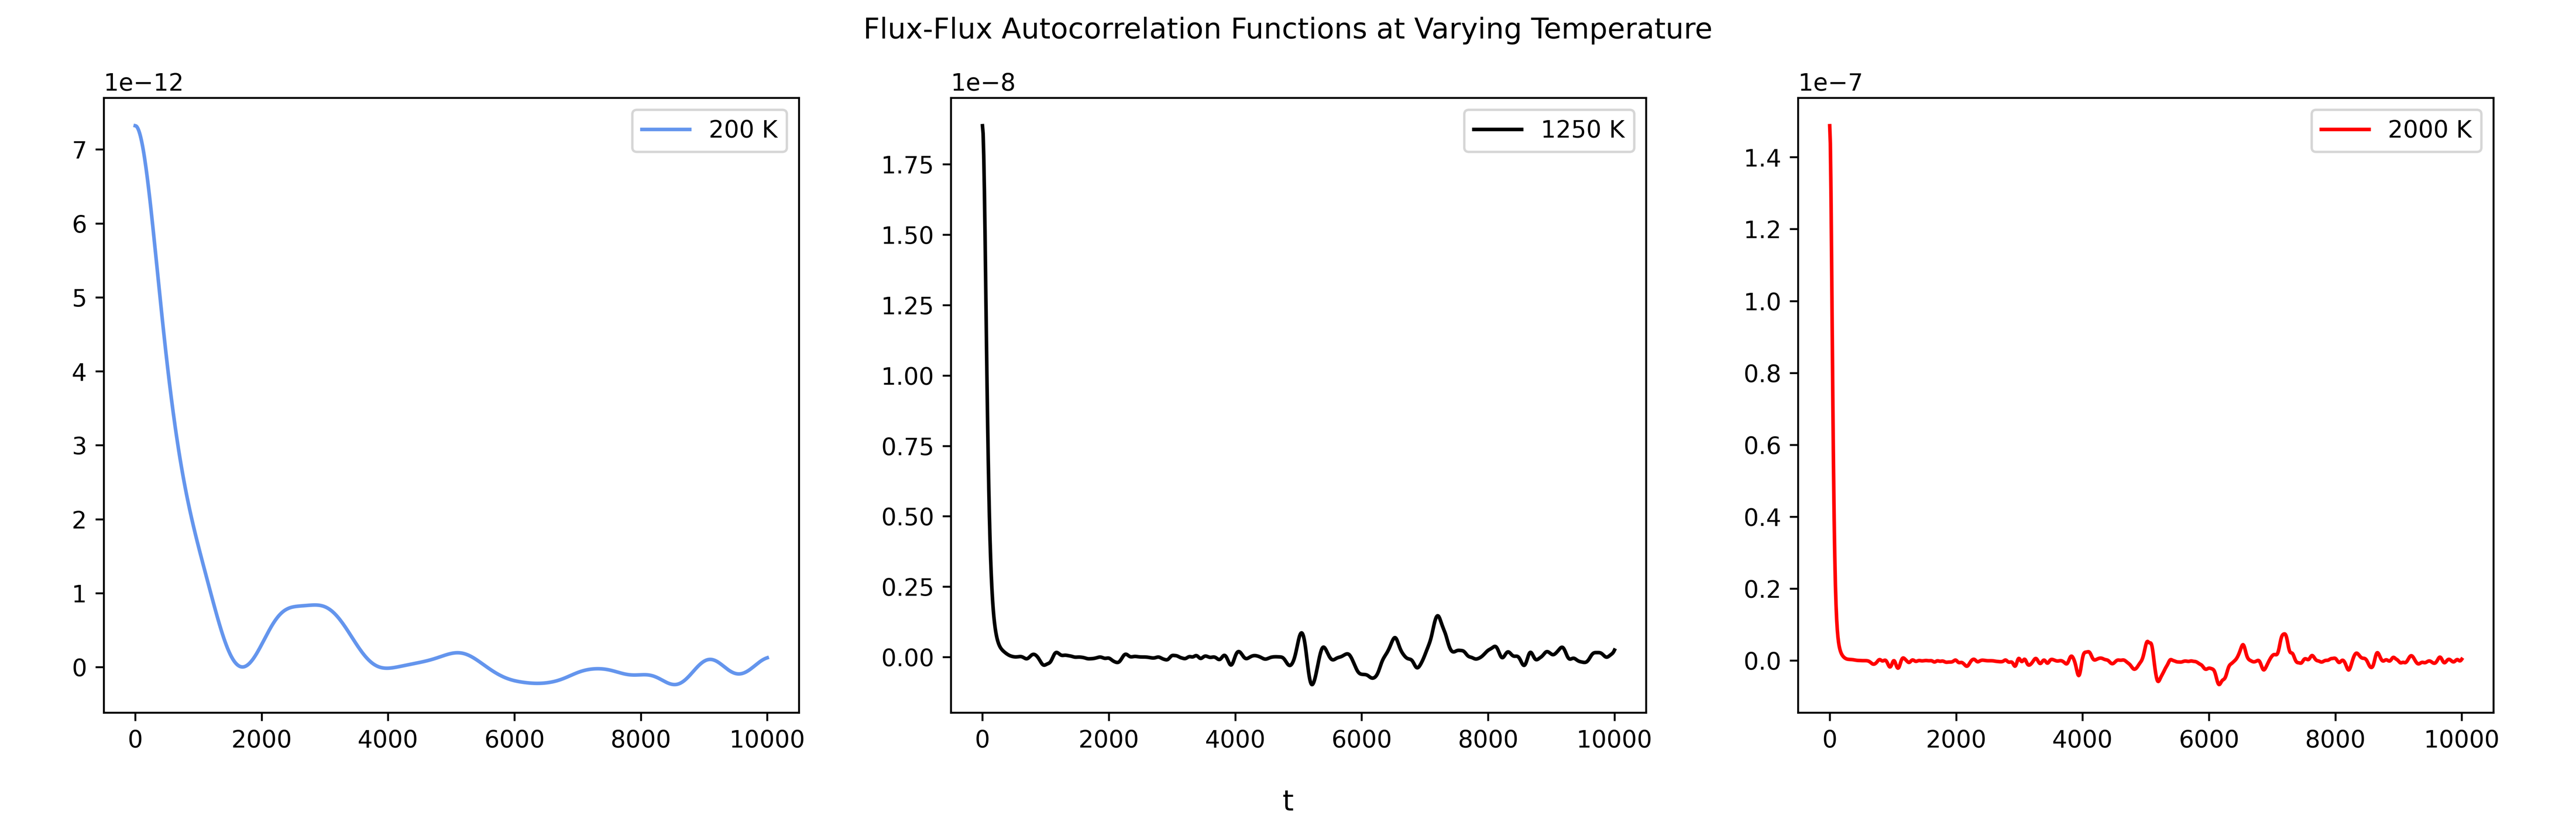 Flux-Flux Autocorrelation Functions at Varying Temperature
1e−12
200 K
7
6
5
4
3
2
1
0
0 2000 4000 6000 8000 10000
1e−8
1250 K
1.75
1.50
1.25
1.00
0.75
0.50
0.25
0.00
0 2000 4000 6000 8000 10000
1e−7
2000 K
1.4
1.2
1.0
0.8
0.6
0.4
0.2
0.0
0 2000 4000 6000 8000 10000
t